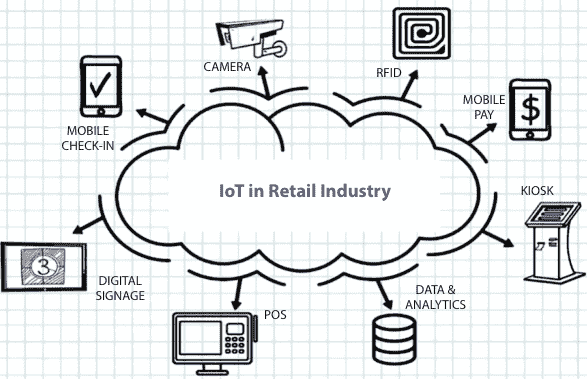 CAMERA
RFID
MOBILE
PAY
MOBILE
CHECK-IN
IoT in Retail Industry
KIOSK
DIGITAL
SIGNAGE
3
POS
DATA &
ANALYTICS
$